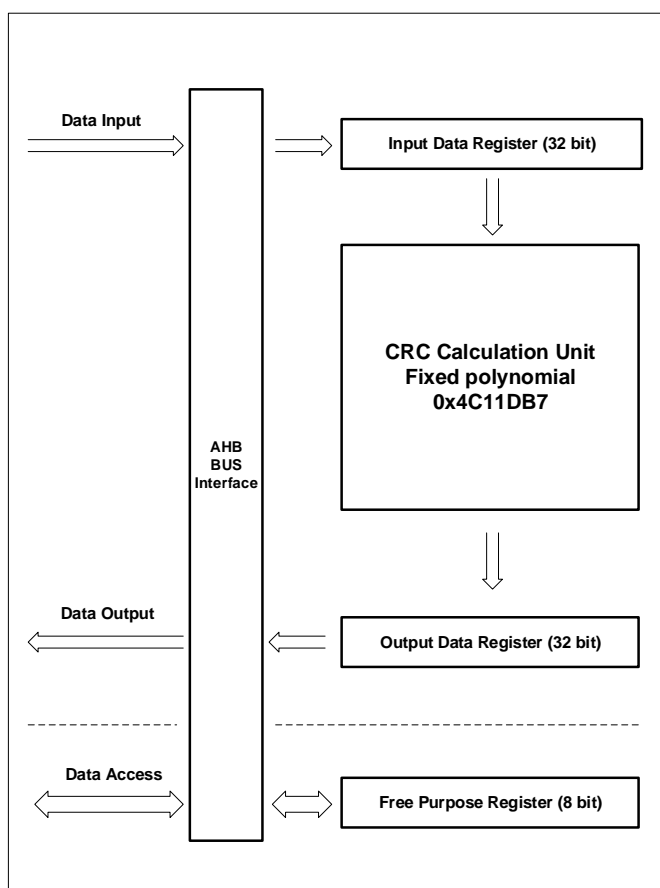 Data Input
Input Data Register (32 bit)
CRC Calculation Unit
Fixed polynomial
0x4C11DB7
AHB
BUS
Interface
Data Output
Output Data Register (32 bit)
Data Access
Free Purpose Register (8 bit)